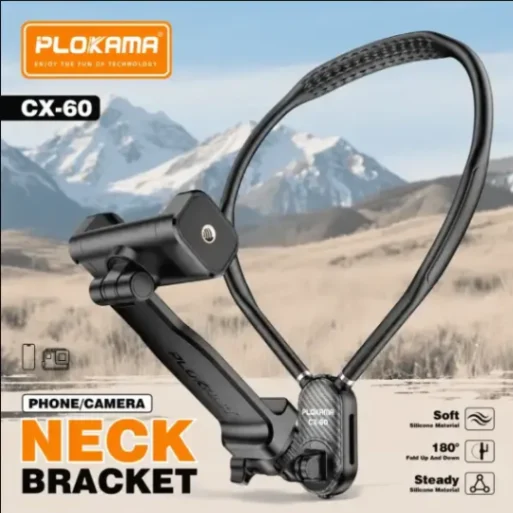 PLOKAMA®
ENJOY THE FUN OF TECHNOLOGY
CX-60
PLOKAMA
PLOKAMA
CX-60
PHONE/CAMERA
NECK
BRACKET
Soft
Silicone Material
180°
Fold Up And Down
Steady
Silicone Material